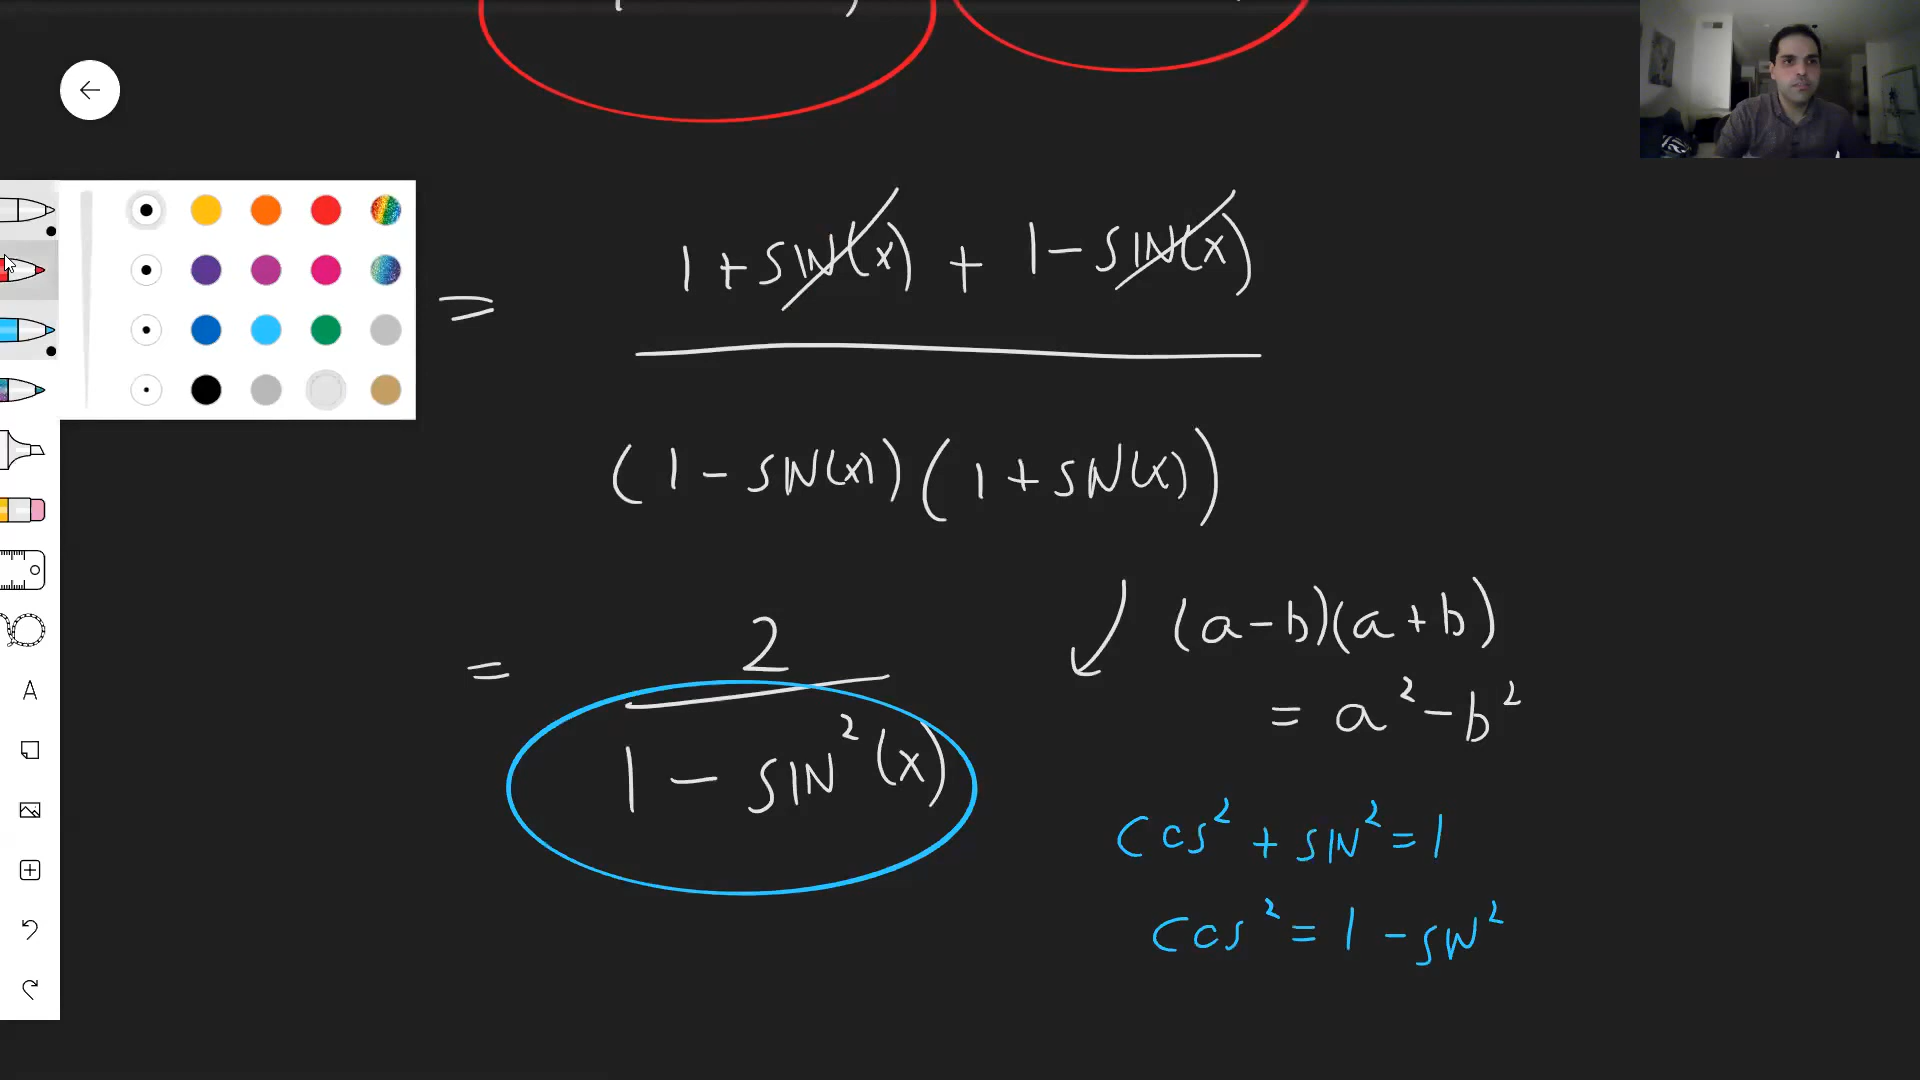 1 + SIN(x) + 1 - SIN(x)
=
(1 - SIN(x))(1 + SIN(x))
= 2
1 - SIN²(x)
(a - b)(a + b)
= a² - b²
COS² + SIN² = 1
COS² = 1 - SIN²
A